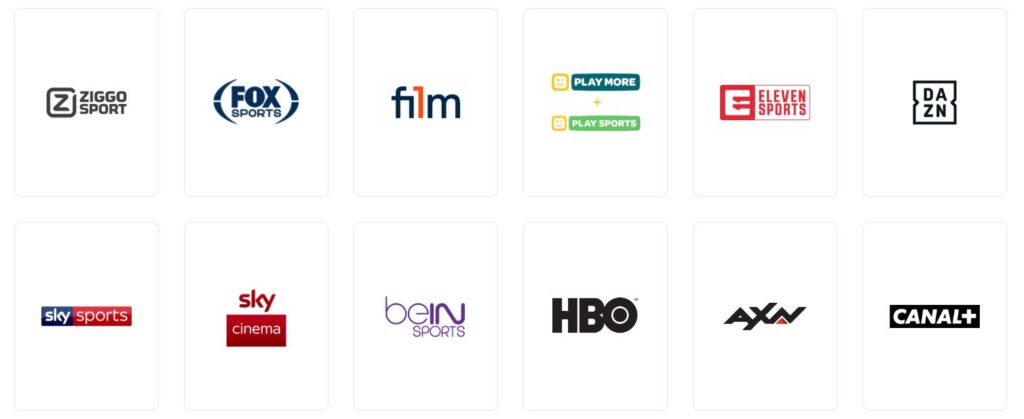 ZIGGO
SPORT
FOX
SPORTS
film
PLAY MORE
+
PLAY SPORTS
ELEVEN
SPORTS
DA
ZN
sky sports
sky
cinema
beIN
SPORTS
HBO
AXN
CANAL+